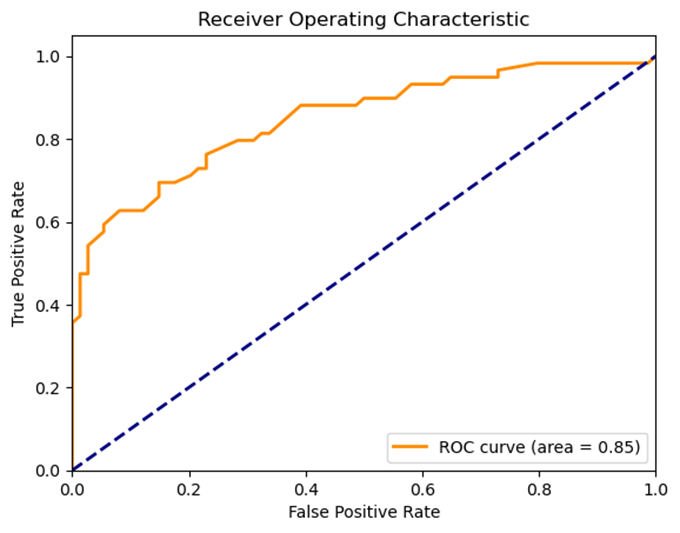 Receiver Operating Characteristic
1.0
0.8
0.6
0.4
0.2
0.0
True Positive Rate
ROC curve (area = 0.85)
0.0 0.2 0.4 0.6 0.8 1.0
False Positive Rate